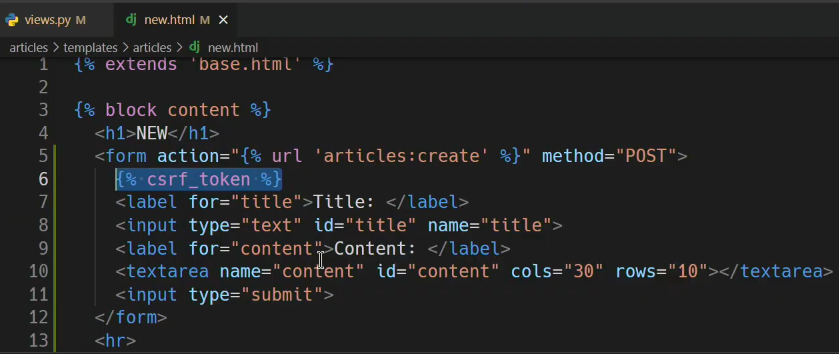 views.py M
new.html M
articles > templates > articles > dj new.html
1 {% extends 'base.html' %}
2
3 {% block content %}
4 <h1>NEW</h1>
5 <form action="{% url 'articles:create' %}" method="POST">
6 {% csrf_token %}
7 <label for="title">Title: </label>
8 <input type="text" id="title" name="title">
9 <label for="content">Content: </label>
10 <textarea name="content" id="content" cols="30" rows="10"></textarea>
11 <input type="submit">
12 </form>
13 <hr>